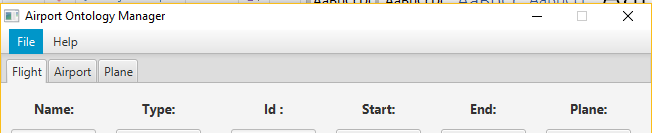 Airport Ontology Manager
File Help
Flight Airport Plane
Name: Type: Id : Start: End: Plane: